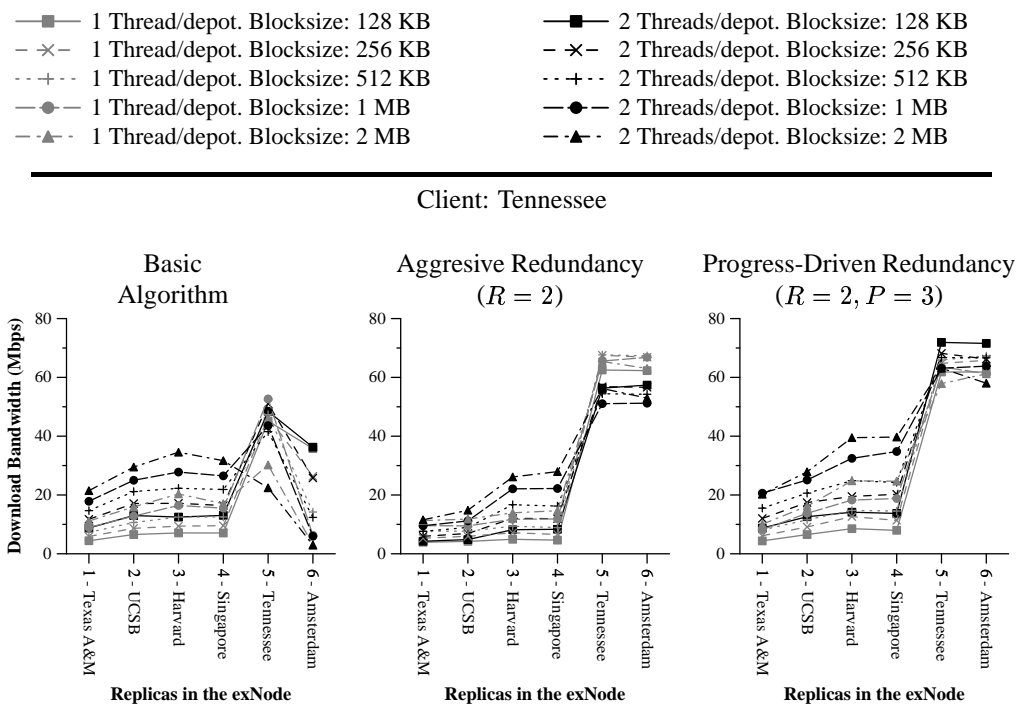 1 Thread/depot. Blocksize: 128 KB
1 Thread/depot. Blocksize: 256 KB
1 Thread/depot. Blocksize: 512 KB
1 Thread/depot. Blocksize: 1 MB
1 Thread/depot. Blocksize: 2 MB
2 Threads/depot. Blocksize: 128 KB
2 Threads/depot. Blocksize: 256 KB
2 Threads/depot. Blocksize: 512 KB
2 Threads/depot. Blocksize: 1 MB
2 Threads/depot. Blocksize: 2 MB
Client: Tennessee
Basic
Algorithm
Download Bandwidth (Mbps)
80
60
40
20
0
1 - Texas A&M
2 - UCSB
3 - Harvard
4 - Singapore
5 - Tennessee
6 - Amsterdam
Replicas in the exNode
Aggresive Redundancy
(R = 2)
80
60
40
20
0
1 - Texas A&M
2 - UCSB
3 - Harvard
4 - Singapore
5 - Tennessee
6 - Amsterdam
Replicas in the exNode
Progress-Driven Redundancy
(R = 2, P = 3)
80
60
40
20
0
1 - Texas A&M
2 - UCSB
3 - Harvard
4 - Singapore
5 - Tennessee
6 - Amsterdam
Replicas in the exNode